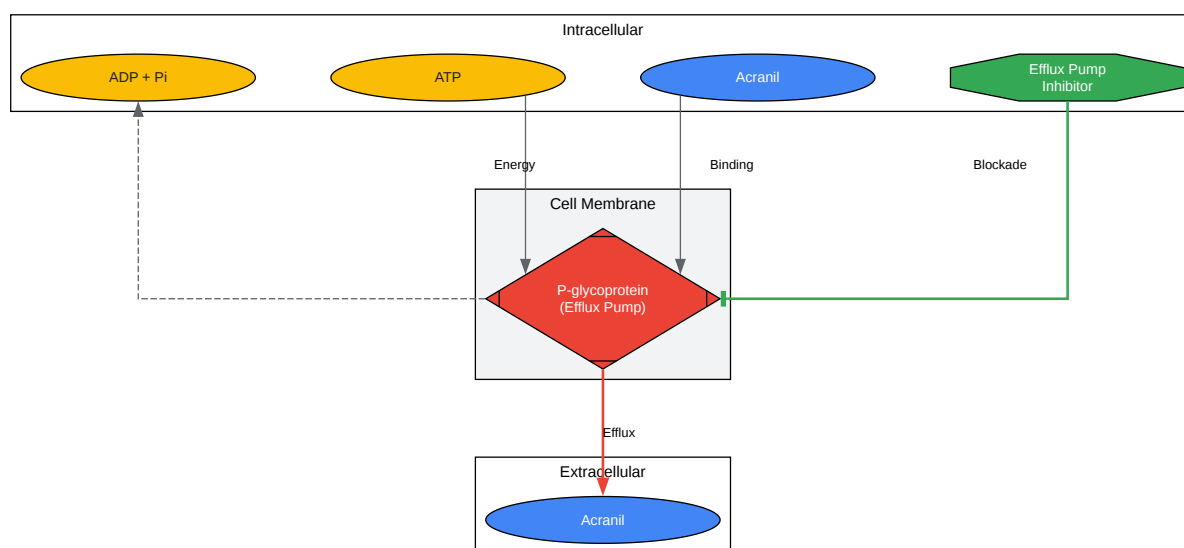 Intracellular
ADP + Pi
ATP
Acranil
Efflux Pump
Inhibitor
Energy
Binding
Blockade
Cell Membrane
P-glycoprotein
(Efflux Pump)
Efflux
Extracellular
Acranil